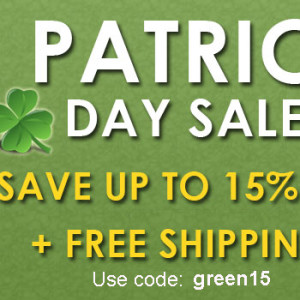 PATRIC
DAY SALE
SAVE UP TO 15%
+ FREE SHIPPIN
Use code: green15